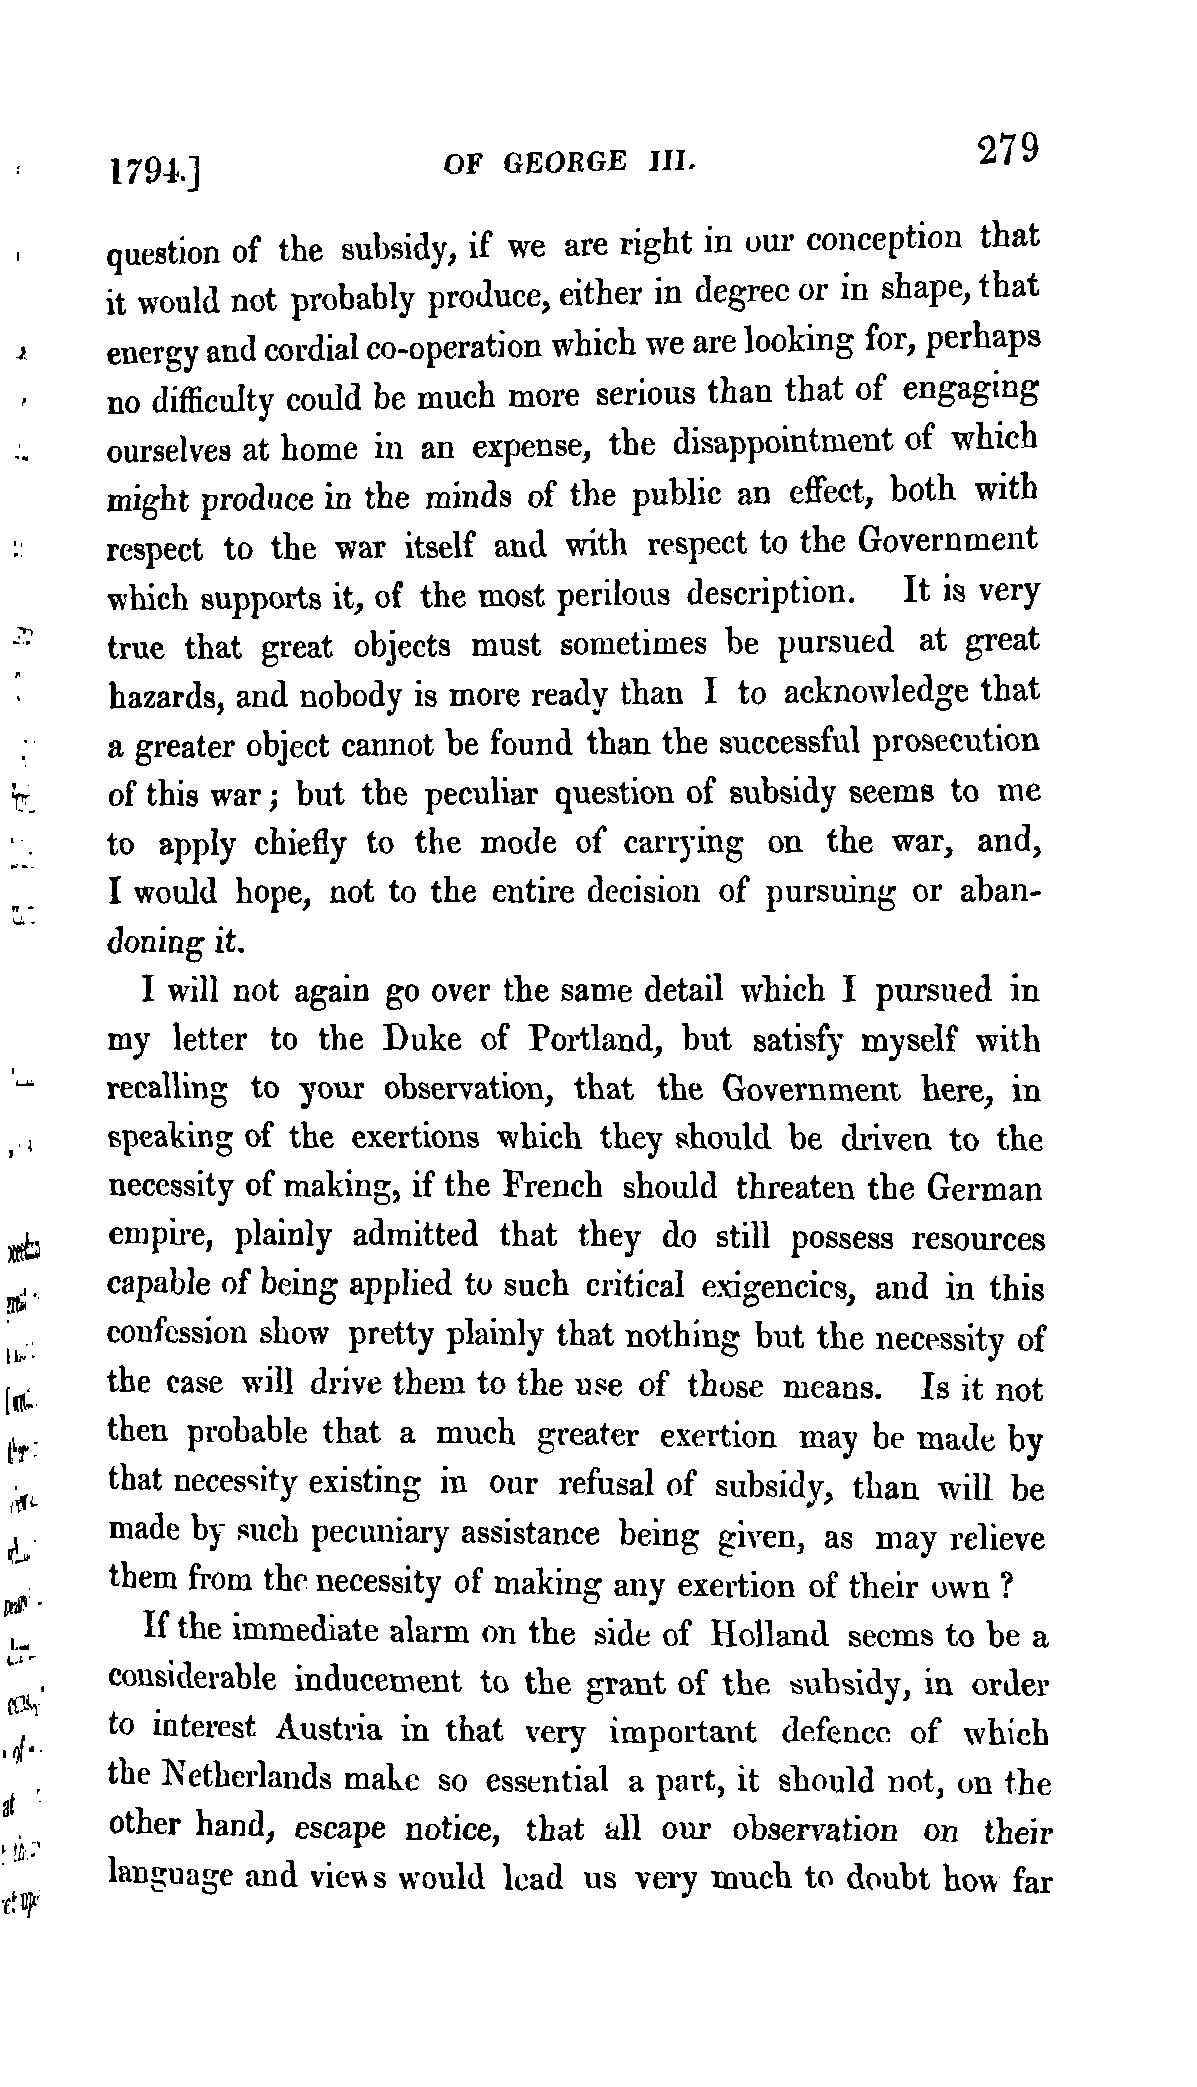 1794.] OF GEORGE III. 279
question of the subsidy, if we are right in our conception that
it would not probably produce, either in degree or in shape, that
energy and cordial co-operation which we are looking for, perhaps
no difficulty could be much more serious than that of engaging
ourselves at home in an expense, the disappointment of which
might produce in the minds of the public an effect, both with
respect to the war itself and with respect to the Government
which supports it, of the most perilous description. It is very
true that great objects must sometimes be pursued at great
hazards, and nobody is more ready than I to acknowledge that
a greater object cannot be found than the successful prosecution
of this war; but the peculiar question of subsidy seems to me
to apply chiefly to the mode of carrying on the war, and,
I would hope, not to the entire decision of pursuing or aban-
doning it.
I will not again go over the same detail which I pursued in
my letter to the Duke of Portland, but satisfy myself with
recalling to your observation, that the Government here, in
speaking of the exertions which they should be driven to the
necessity of making, if the French should threaten the German
empire, plainly admitted that they do still possess resources
capable of being applied to such critical exigencies, and in this
confession show pretty plainly that nothing but the necessity of
the case will drive them to the use of those means. Is it not
then probable that a much greater exertion may be made by
that necessity existing in our refusal of subsidy, than will be
made by such pecuniary assistance being given, as may relieve
them from the necessity of making any exertion of their own ?
If the immediate alarm on the side of Holland seems to be a
considerable inducement to the grant of the subsidy, in order
to interest Austria in that very important defence of which
the Netherlands make so essential a part, it should not, on the
other hand, escape notice, that all our observation on their
language and views would lead us very much to doubt how far